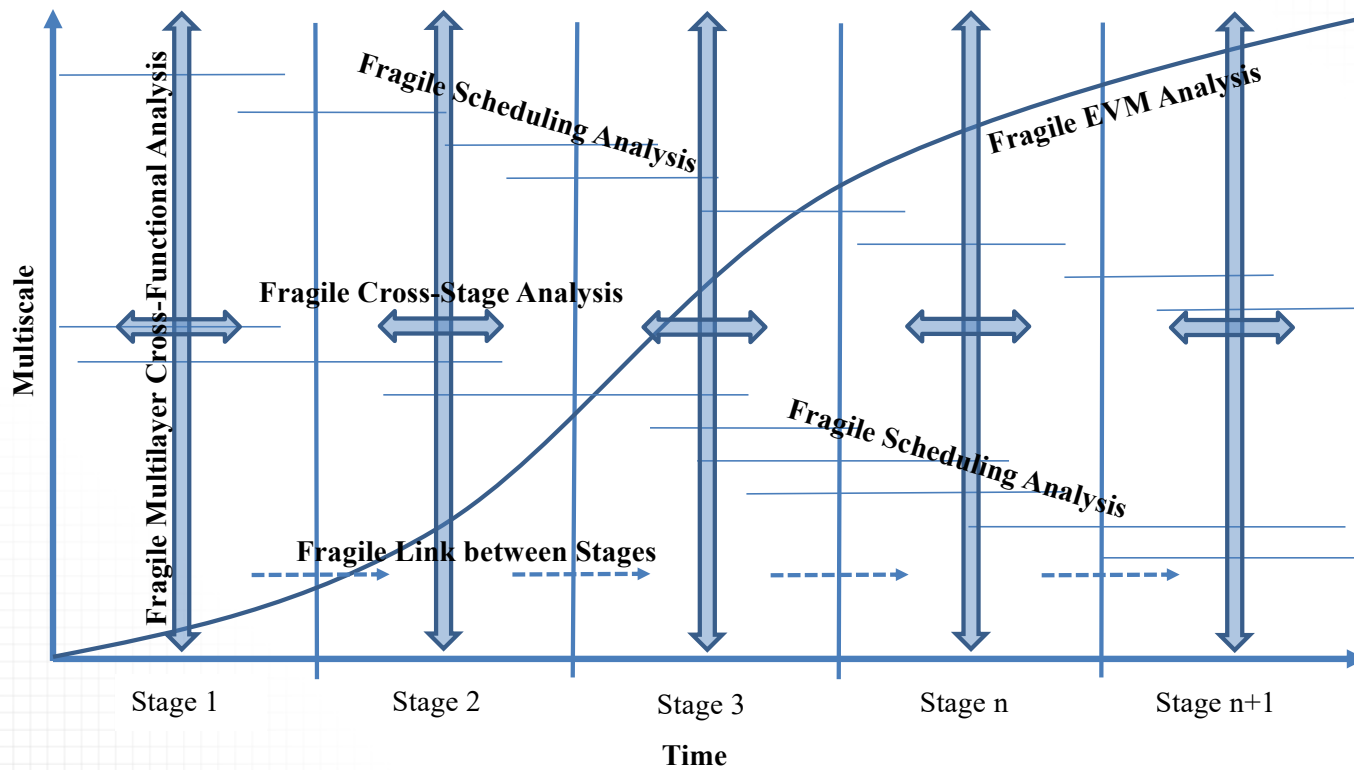 Fragile Multilayer Cross-Functional Analysis
Fragile Scheduling Analysis
Fragile EVM Analysis
Multiscale
Fragile Cross-Stage Analysis
Fragile Scheduling Analysis
Fragile Link between Stages
Stage 1
Stage 2
Stage 3
Stage n
Stage n+1
Time